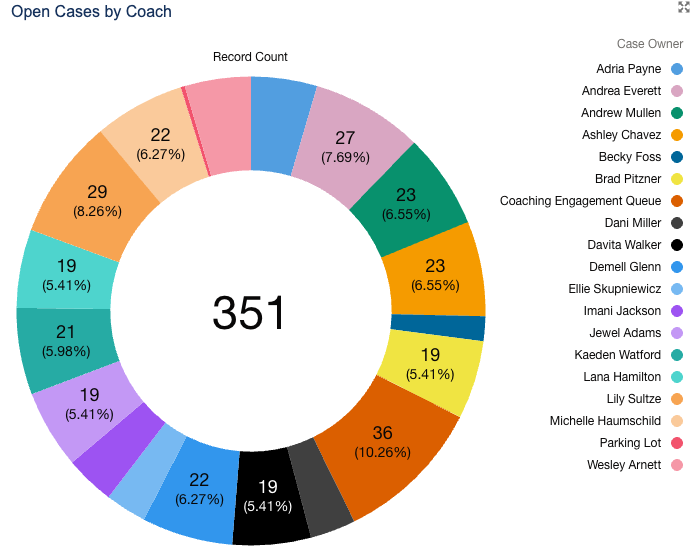 Open Cases by Coach
Record Count
Case Owner
Adria Payne
Andrea Everett
Andrew Mullen
Ashley Chavez
Becky Foss
Brad Pitzner
Coaching Engagement Queue
Dani Miller
Davita Walker
Demell Glenn
Ellie Skupniewicz
Imani Jackson
Jewel Adams
Kaeden Watford
Lana Hamilton
Lily Sultze
Michelle Haumschild
Parking Lot
Wesley Arnett
27
(7.69%)
23
(6.55%)
23
(6.55%)
19
(5.41%)
36
(10.26%)
19
(5.41%)
22
(6.27%)
19
(5.41%)
21
(5.98%)
19
(5.41%)
29
(8.26%)
22
(6.27%)
351